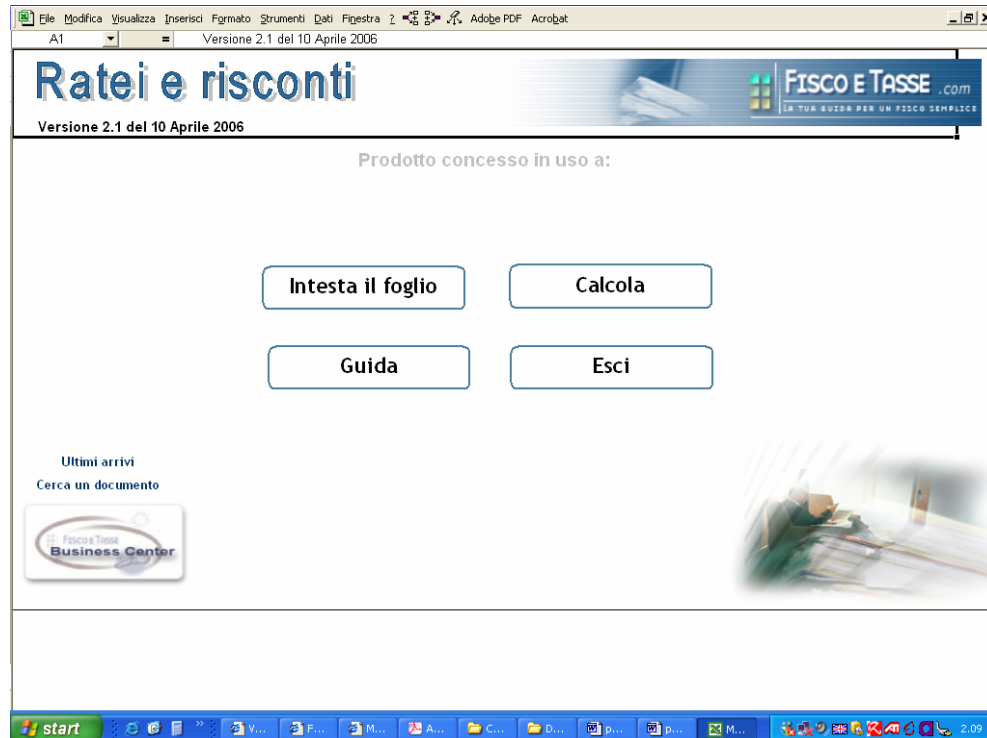 File Modifica Visualizza Inserisci Formato Strumenti Dati Finestra ? Adobe PDF Acrobat
A1 = Versione 2.1 del 10 Aprile 2006
Ratei e risconti
FISCO E TASSE .com
LA TUA GUIDA PER UN FISCO SEMPLICE
Versione 2.1 del 10 Aprile 2006
Prodotto concesso in uso a:
Intesta il foglio Calcola
Guida Esci
Ultimi arrivi
Cerca un documento
FISCO E TASSE
Business Center
start » V... F... M... A... C... D... p... p... M... 2.09